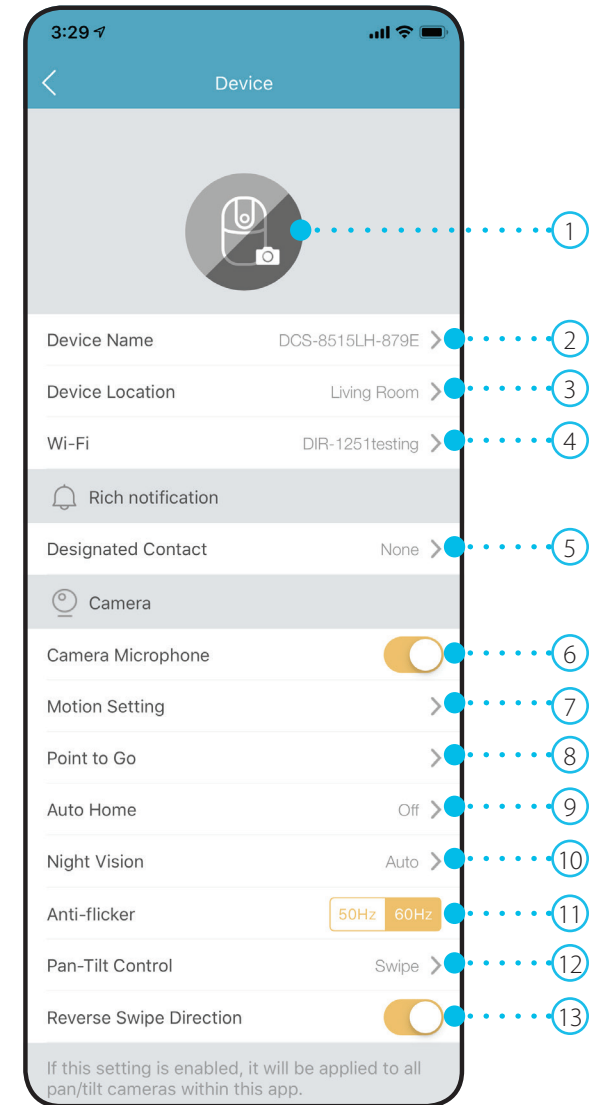 3:29
Device
1
Device Name DCS-8515LH-879E 2
Device Location Living Room 3
Wi-Fi DIR-1251testing 4
Rich notification
Designated Contact None 5
Camera
Camera Microphone 6
Motion Setting 7
Point to Go 8
Auto Home Off 9
Night Vision Auto 10
Anti-flicker 50Hz 60Hz 11
Pan-Tilt Control Swipe 12
Reverse Swipe Direction 13
If this setting is enabled, it will be applied to all
pan/tilt cameras within this app.